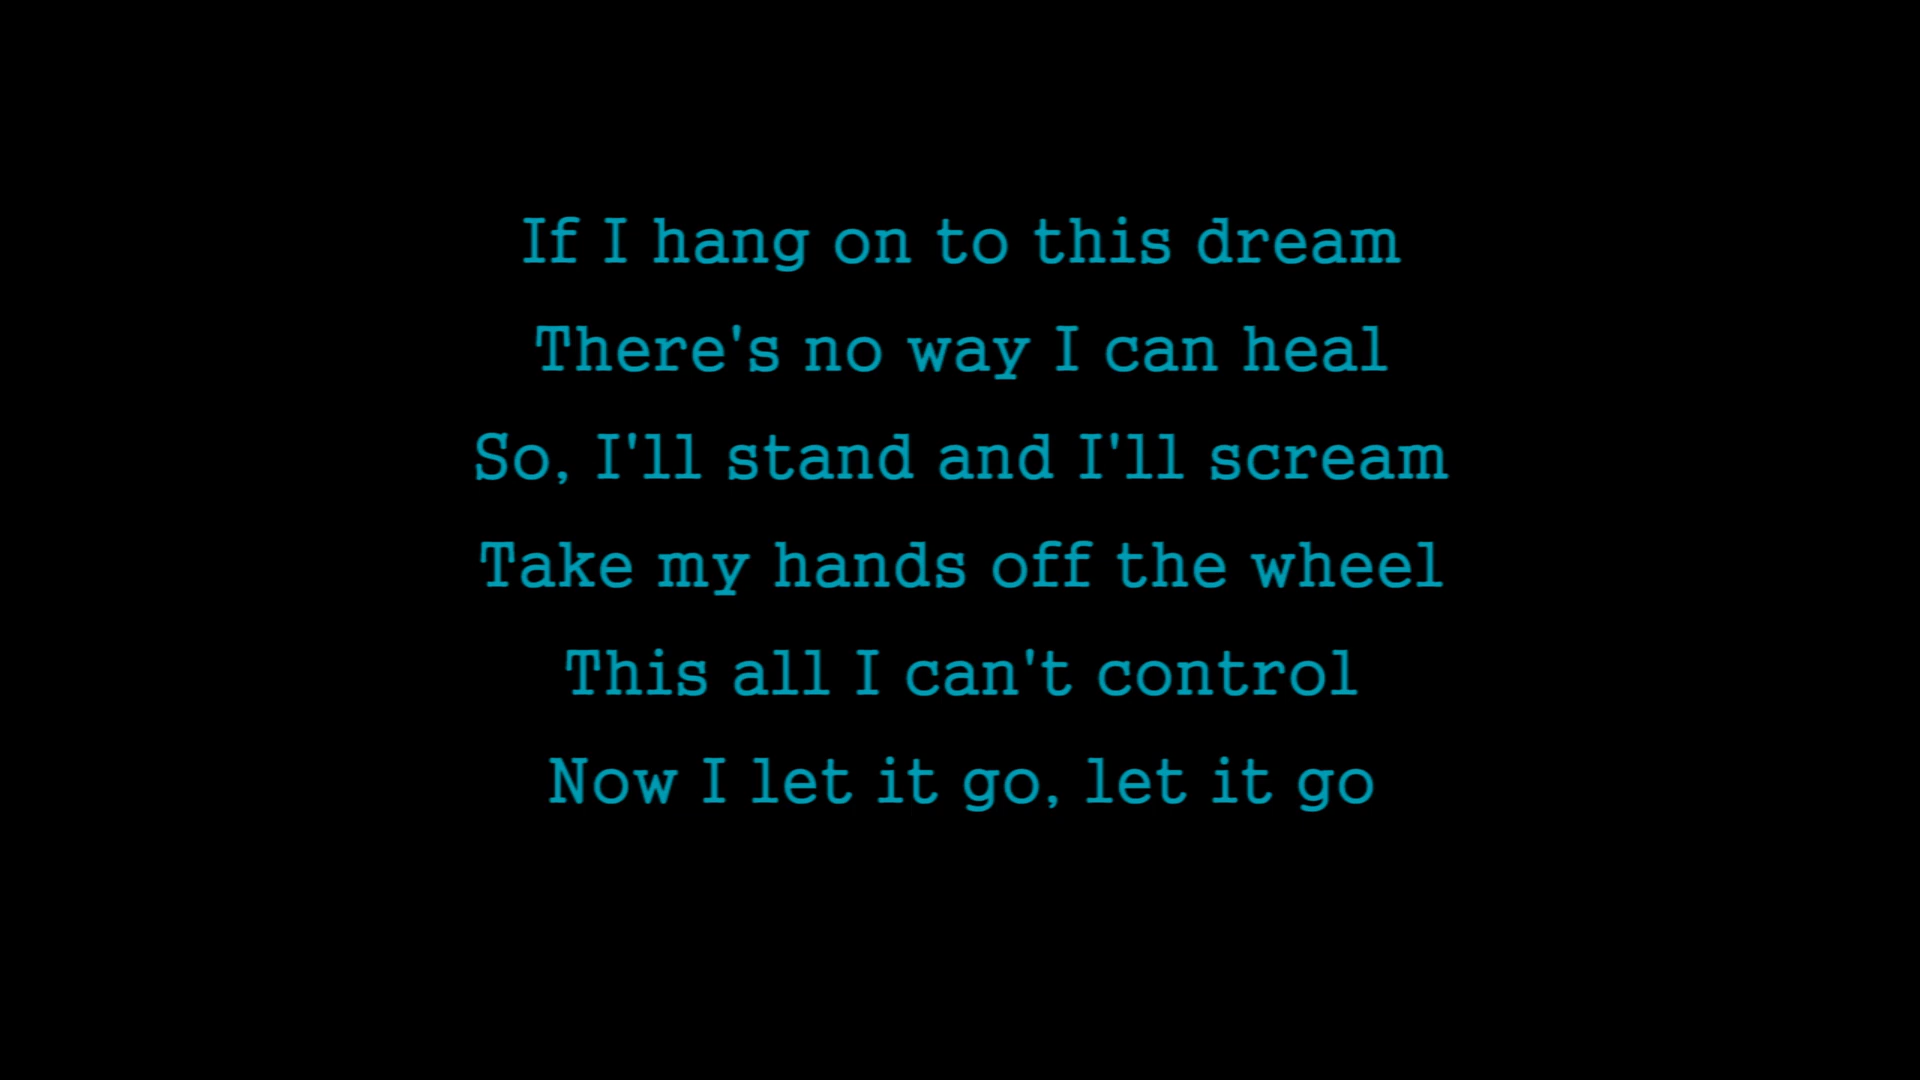 If I hang on to this dream
There's no way I can heal
So, I'll stand and I'll scream
Take my hands off the wheel
This all I can't control
Now I let it go, let it go